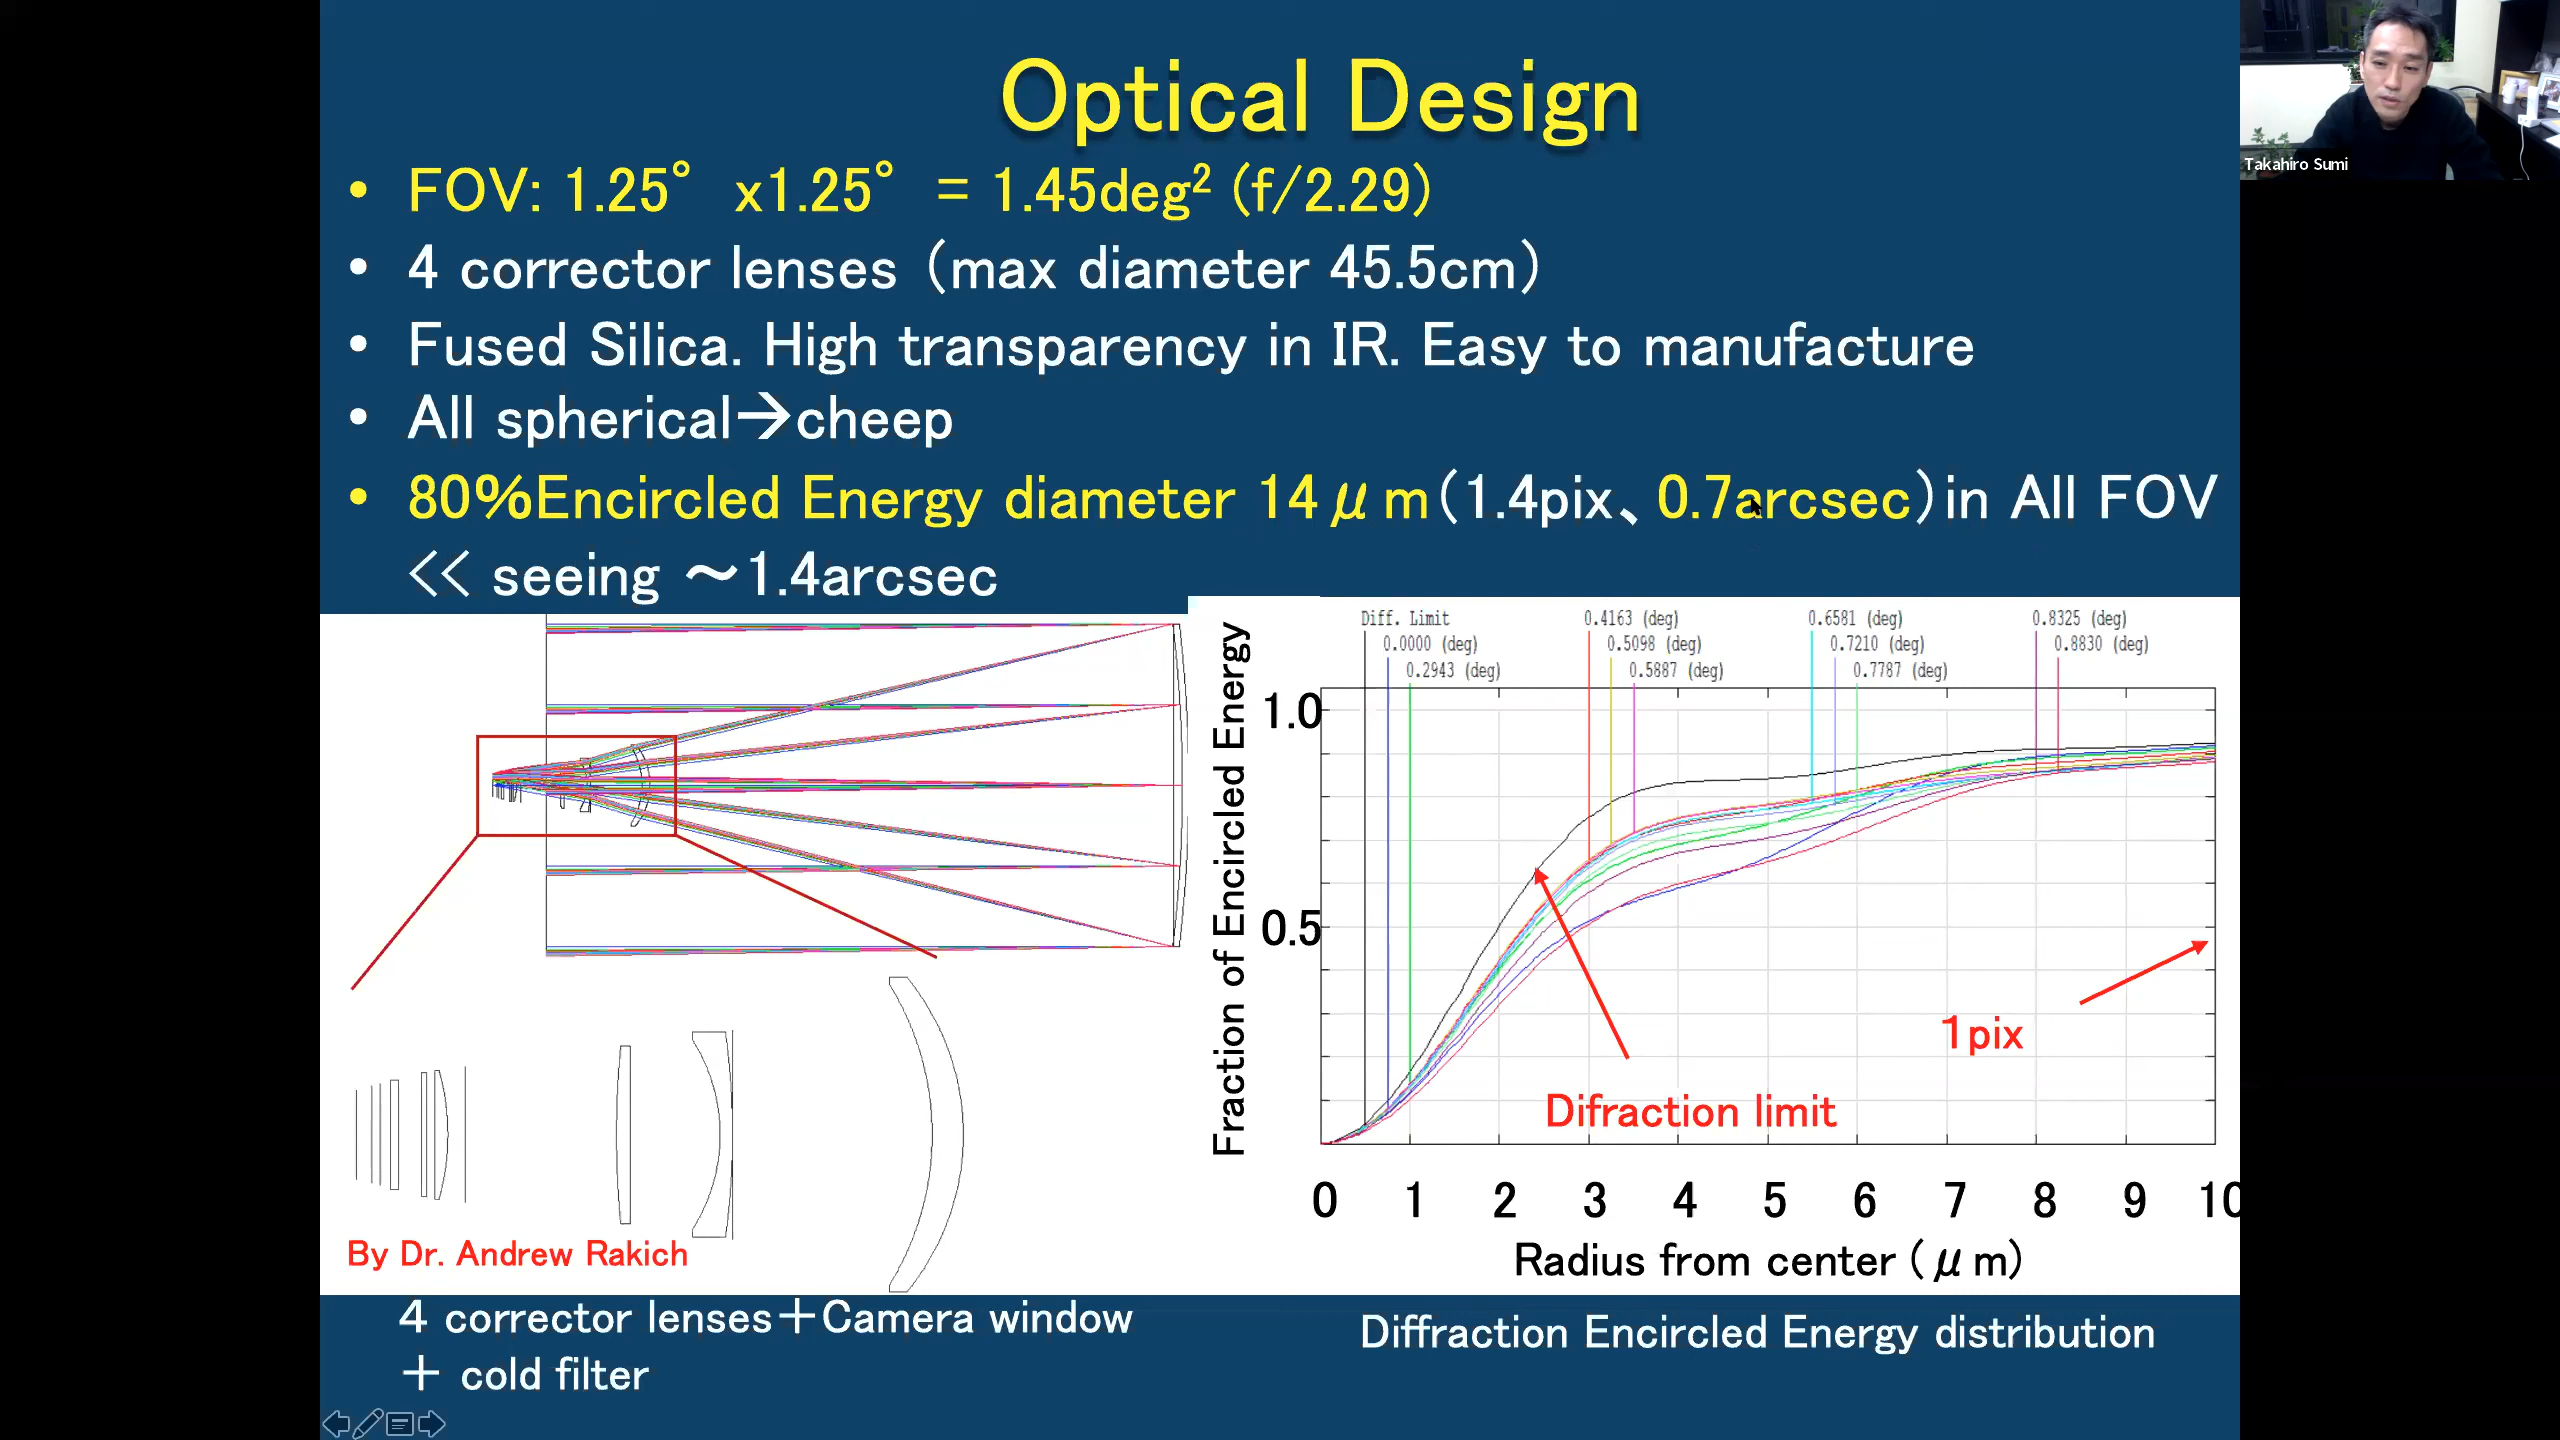 Optical Design
Takahiro Sumi
• FOV: 1.25° x1.25° = 1.45deg² (f/2.29)
• 4 corrector lenses (max diameter 45.5cm)
• Fused Silica. High transparency in IR. Easy to manufacture
• All spherical→cheep
• 80%Encircled Energy diameter 14μm(1.4pix、0.7arcsec)in All FOV
<< seeing ～1.4arcsec
Diff. Limit
0.0000 (deg)
0.2943 (deg)
0.4163 (deg)
0.5098 (deg)
0.5887 (deg)
0.6581 (deg)
0.7210 (deg)
0.7787 (deg)
0.8325 (deg)
0.8830 (deg)
Fraction of Encircled Energy
1.0
0.5
1pix
Difraction limit
0 1 2 3 4 5 6 7 8 9 10
Radius from center (μm)
By Dr. Andrew Rakich
4 corrector lenses＋Camera window
＋ cold filter
Diffraction Encircled Energy distribution